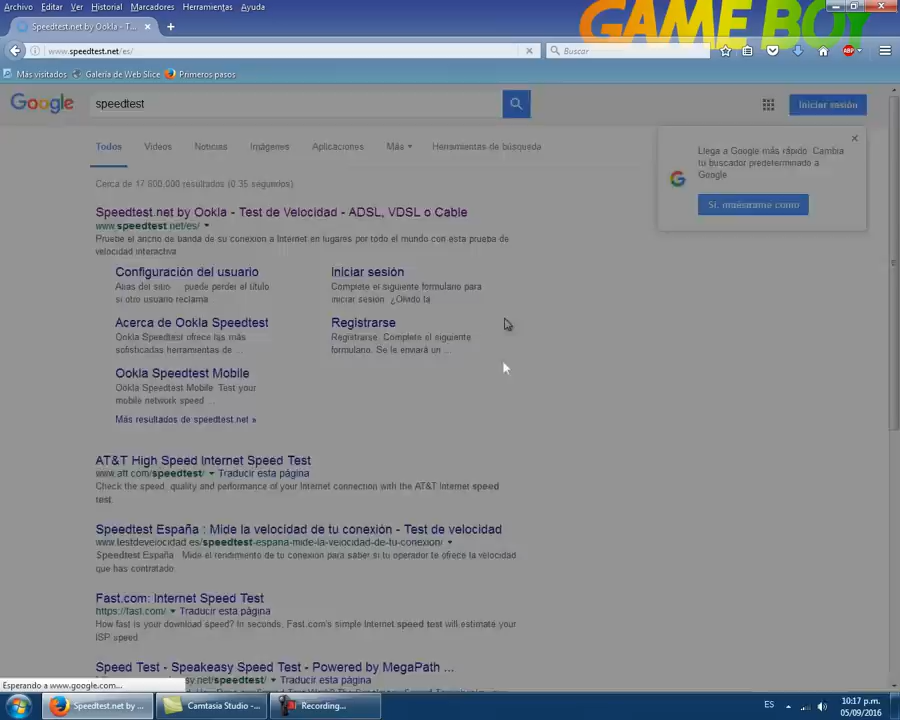 Archivo Editar Ver Historial Marcadores Herramientas Ayuda
GAME BOY
Speedtest.net by Ookla - T...
www.speedtest.net/es/
Buscar
Más visitados Galería de Web Slice Primeros pasos
Google speedtest Iniciar sesión
Todos Videos Noticias Imágenes Aplicaciones Más Herramientas de búsqueda
Llega a Google más rápido. Cambia
tu buscador predeterminado a
Google
Sí, muéstrame cómo
Cerca de 17.800.000 resultados (0.35 segundos)
Speedtest.net by Ookla - Test de Velocidad - ADSL, VDSL o Cable
www.speedtest.net/es/
Pruebe el ancho de banda de su conexión a Internet en lugares por todo el mundo con esta prueba de
velocidad interactiva
Configuración del usuario
Alias del sitio puede perder el título
si otro usuario reclama
Iniciar sesión
Complete el siguiente formulario para
iniciar sesión ¿Olvidó la
Acerca de Ookla Speedtest
Ookla Speedtest ofrece las más
sofisticadas herramientas de ...
Registrarse
Registrarse. Complete el siguiente
formulario. Se le enviará un ...
Ookla Speedtest Mobile
Ookla Speedtest Mobile Test your
mobile network speed ...
Más resultados de speedtest.net »
AT&T High Speed Internet Speed Test
www.att.com/speedtest/ Traducir esta página
Check the speed, quality and performance of your Internet connection with the AT&T Internet speed
test.
Speedtest España : Mide la velocidad de tu conexión - Test de velocidad
www.testdevelocidad.es/speedtest-espana-mide-la-velocidad-de-tu-conexion/
Speedtest España Mide el rendimiento de tu conexión para saber si tu operador te ofrece la velocidad
que has contratado.
Fast.com: Internet Speed Test
https://fast.com/ Traducir esta página
How fast is your download speed? In seconds, Fast.com's simple Internet speed test will estimate your
ISP speed.
Speed Test - Speakeasy Speed Test - Powered by MegaPath ...
Traducir esta página
Esperando a www.google.com...
Speedtest.net by ... Camtasia Studio -... Recording... ES 10:17 p.m.
05/09/2016